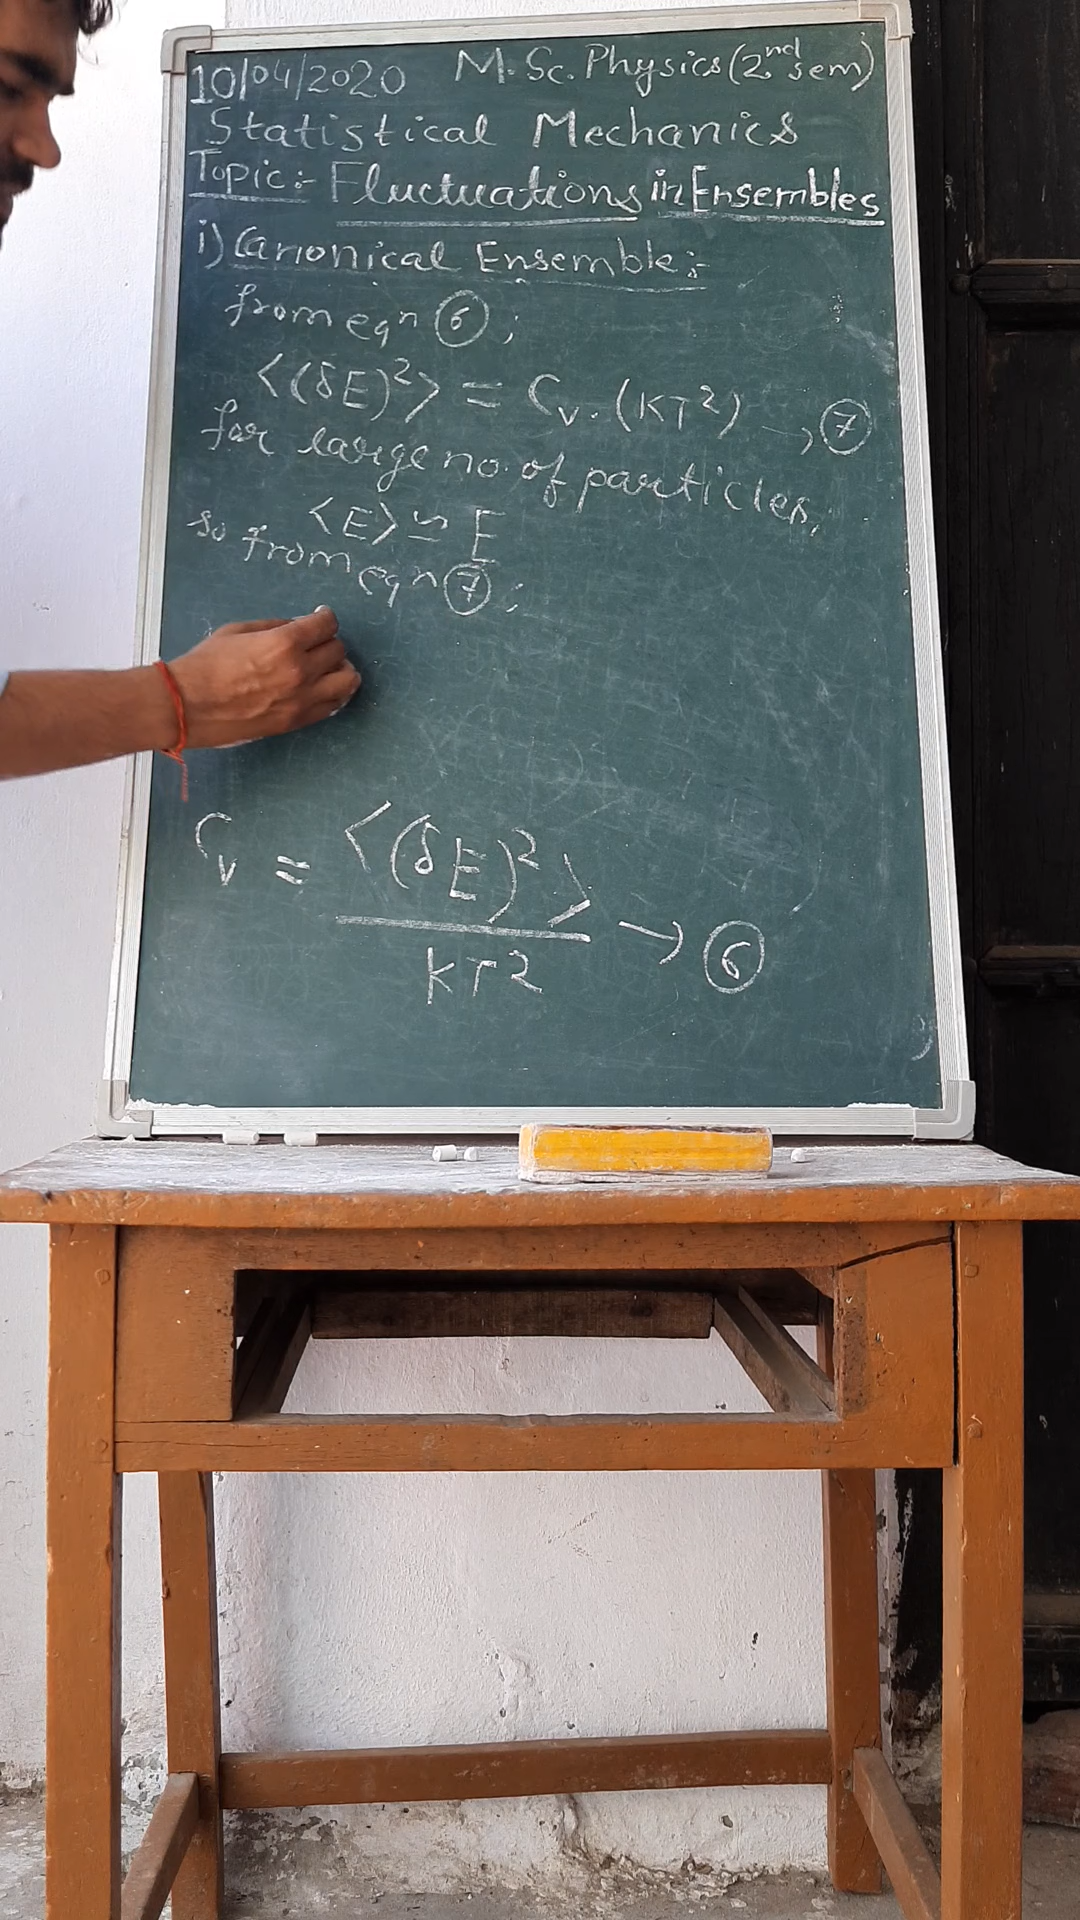 10/04/2020 M.Sc. Physics (2nd sem)
Statistical Mechanics
Topic:- Fluctuations in Ensembles
i) Canonical Ensemble:-
from eqn ⑥;
<(δE)²> = Cv.(KT²) → ⑦
for large no. of particles,
<E> ≃ E
so from eqn ⑦;
Cv = <(δE)²> / KT² → ⑥